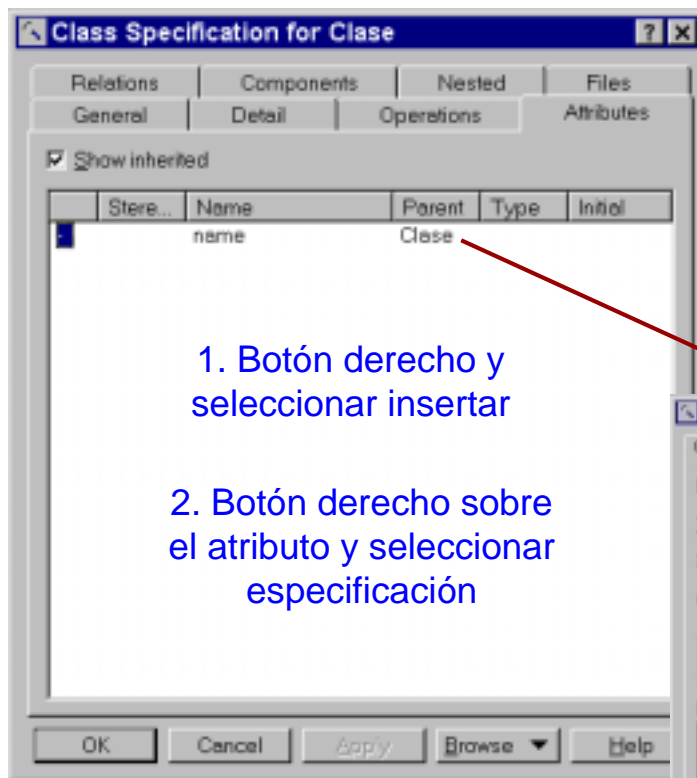 Class Specification for Clase
Relations Components Nested Files
General Detail Operations Attributes
Show inherited
Stere... Name Parent Type Initial
name Clase
1. Botón derecho y
seleccionar insertar
2. Botón derecho sobre
el atributo y seleccionar
especificación
OK Cancel Apply Browse Help